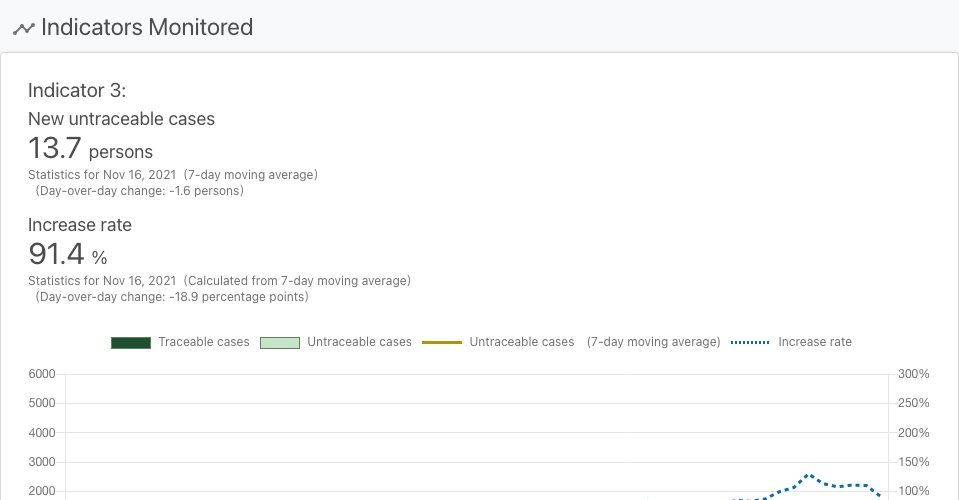 Indicators Monitored
Indicator 3:
New untraceable cases
13.7 persons
Statistics for Nov 16, 2021 (7-day moving average)
(Day-over-day change: -1.6 persons)
Increase rate
91.4 %
Statistics for Nov 16, 2021 (Calculated from 7-day moving average)
(Day-over-day change: -18.9 percentage points)
Traceable cases Untraceable cases Untraceable cases (7-day moving average) Increase rate
6000 300%
5000 250%
4000 200%
3000 150%
2000 100%